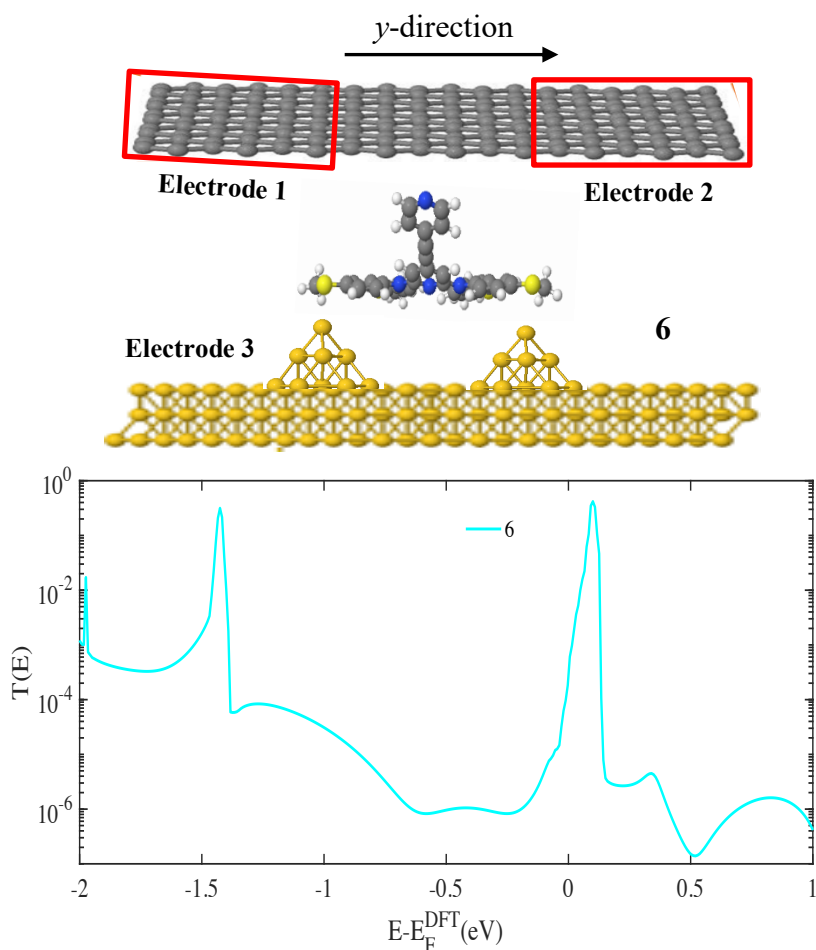 y-direction
Electrode 1
Electrode 2
Electrode 3
6
10^0
10^-2
10^-4
10^-6
T(E)
6
-2 -1.5 -1 -0.5 0 0.5 1
E-E_F^DFT(eV)